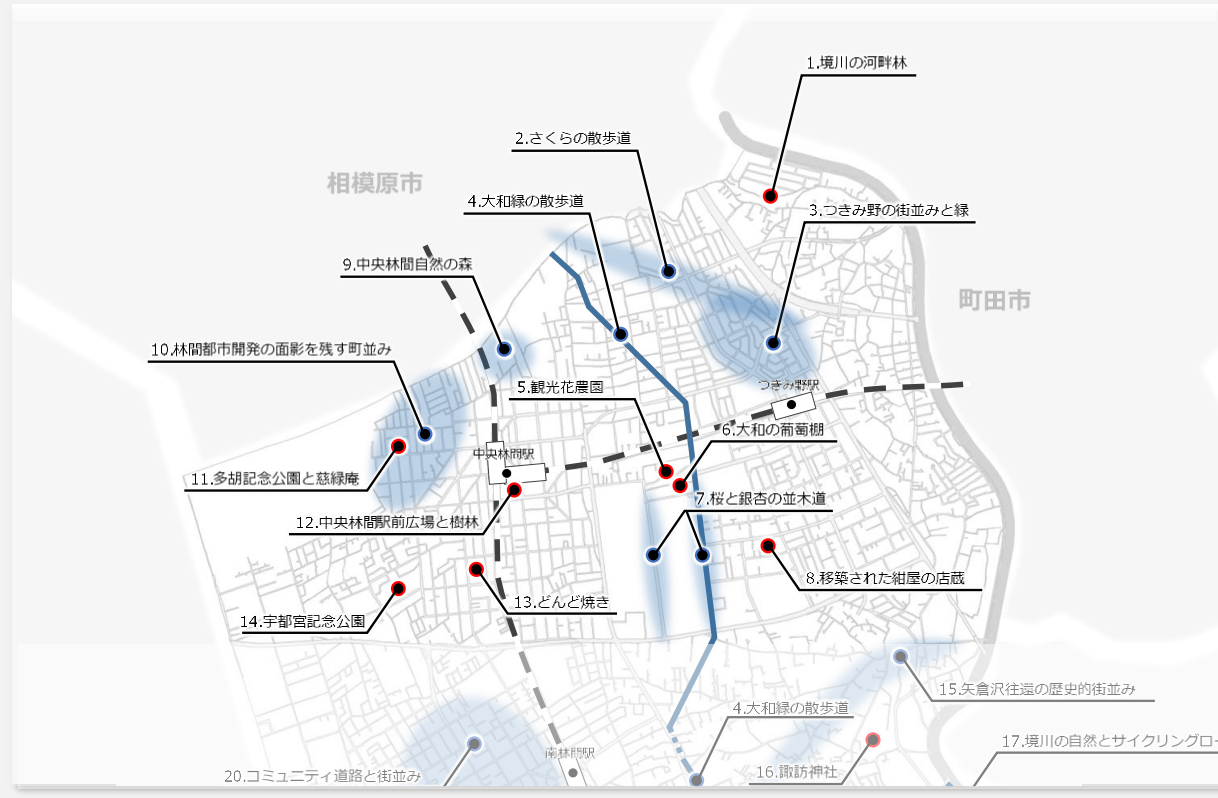 1.境川の河畔林
2.さくらの散歩道
相模原市
4.大和緑の散歩道
3.つきみ野の街並みと緑
9.中央林間自然の森
町田市
10.林間都市開発の面影を残す町並み
つきみ野駅
5.観光花農園
6.大和の葡萄棚
中央林間駅
11.多胡記念公園と慈緑庵
7.桜と銀杏の並木道
12.中央林間駅前広場と樹林
8.移築された紺屋の店蔵
13.どんど焼き
14.宇都宮記念公園
15.矢倉沢往還の歴史的街並み
4.大和緑の散歩道
17.境川の自然とサイクリングロー
南林間駅
16.諏訪神社
20.コミュニティ道路と街並み